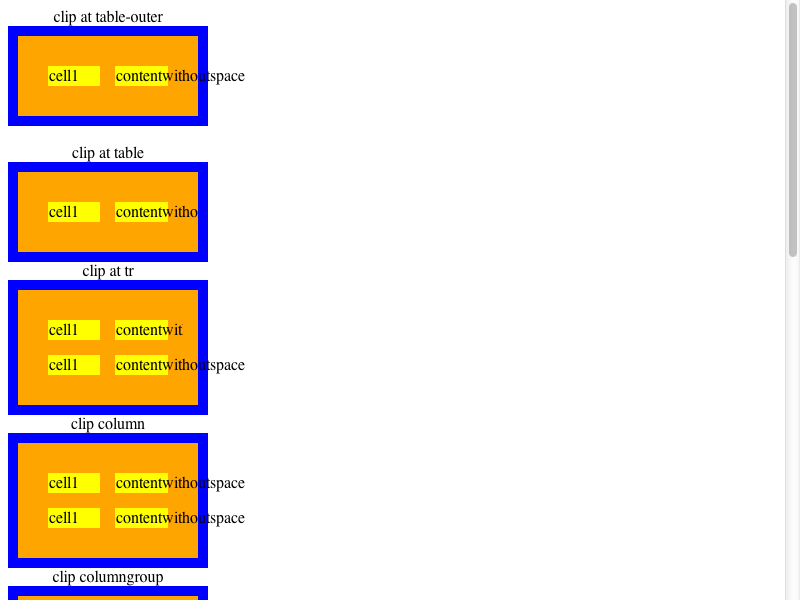 clip at table-outer
cell1 contentwithoutspace
clip at table
cell1 contentwitho
clip at tr
cell1 contentwit
cell1 contentwithoutspace
clip column
cell1 contentwithoutspace
cell1 contentwithoutspace
clip columngroup